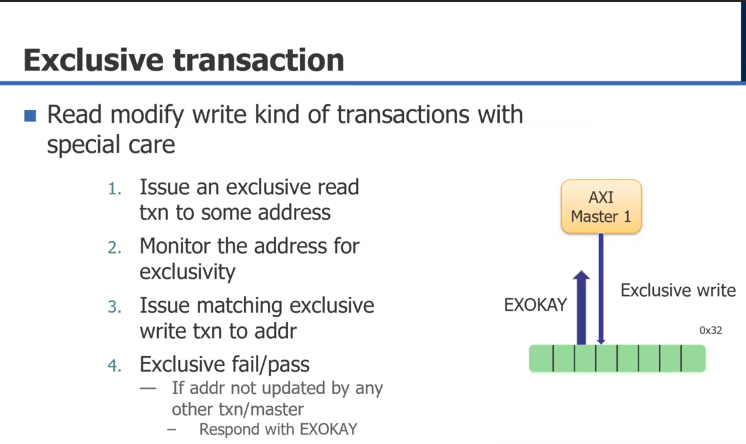 Exclusive transaction
Read modify write kind of transactions with
special care
1. Issue an exclusive read
txn to some address
2. Monitor the address for
exclusivity
3. Issue matching exclusive
write txn to addr
4. Exclusive fail/pass
— If addr not updated by any
other txn/master
– Respond with EXOKAY
AXI
Master 1
EXOKAY
Exclusive write
0x32